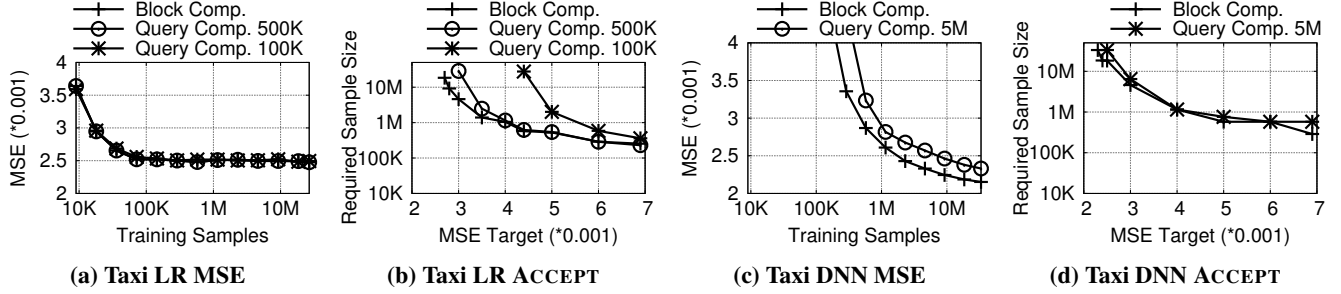 Block Comp.
Query Comp. 500K
Query Comp. 100K
MSE (*0.001)
4
3.5
3
2.5
2
10K 100K 1M 10M
Training Samples
(a) Taxi LR MSE
Block Comp.
Query Comp. 500K
Query Comp. 100K
Required Sample Size
10M
1M
100K
10K
2 3 4 5 6 7
MSE Target (*0.001)
(b) Taxi LR ACCEPT
Block Comp.
Query Comp. 5M
MSE (*0.001)
4
3.5
3
2.5
2
10K 100K 1M 10M
Training Samples
(c) Taxi DNN MSE
Block Comp.
Query Comp. 5M
Required Sample Size
10M
1M
100K
10K
2 3 4 5 6 7
MSE Target (*0.001)
(d) Taxi DNN ACCEPT